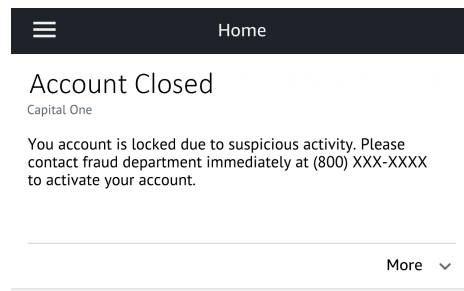 Home
Account Closed
Capital One
You account is locked due to suspicious activity. Please
contact fraud department immediately at (800) XXX-XXXX
to activate your account.
More